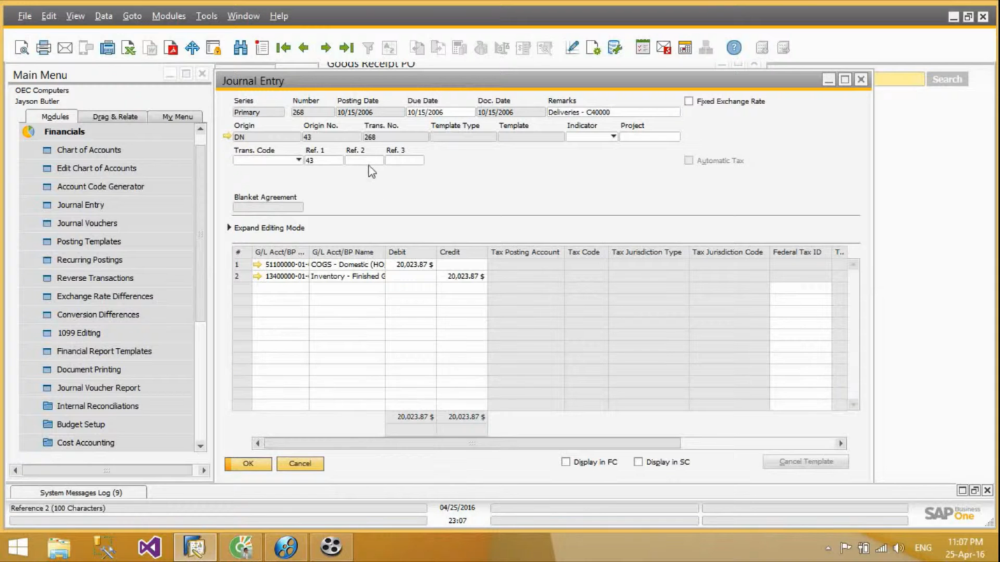 File Edit View Data Goto Modules Tools Window Help
Goods Receipt PO
Main Menu
OEC Computers
Jayson Butler
Modules Drag & Relate My Menu
Financials
Chart of Accounts
Edit Chart of Accounts
Account Code Generator
Journal Entry
Journal Vouchers
Posting Templates
Recurring Postings
Reverse Transactions
Exchange Rate Differences
Conversion Differences
1099 Editing
Financial Report Templates
Document Printing
Journal Voucher Report
Internal Reconciliations
Budget Setup
Cost Accounting
Search
Journal Entry
Series Number Posting Date Due Date Doc. Date Remarks
Primary 268 10/15/2006 10/15/2006 10/15/2006 Deliveries - C40000
Fixed Exchange Rate
Origin Origin No. Trans. No. Template Type Template Indicator Project
DN 43 268
Trans. Code Ref. 1 Ref. 2 Ref. 3
43
Automatic Tax
Blanket Agreement
Expand Editing Mode
# G/L Acct/BP ... G/L Acct/BP Name Debit Credit Tax Posting Account Tax Code Tax Jurisdiction Type Tax Jurisdiction Code Federal Tax ID T..
1 51100000-01- COGS - Domestic (HO 20,023.87 $
2 13400000-01- Inventory - Finished G 20,023.87 $
20,023.87 $ 20,023.87 $
OK Cancel Display in FC Display in SC Cancel Template
System Messages Log (9)
Reference 2 (100 Characters) 04/25/2016
23:07
SAP Business One
ENG 11:07 PM
25-Apr-16